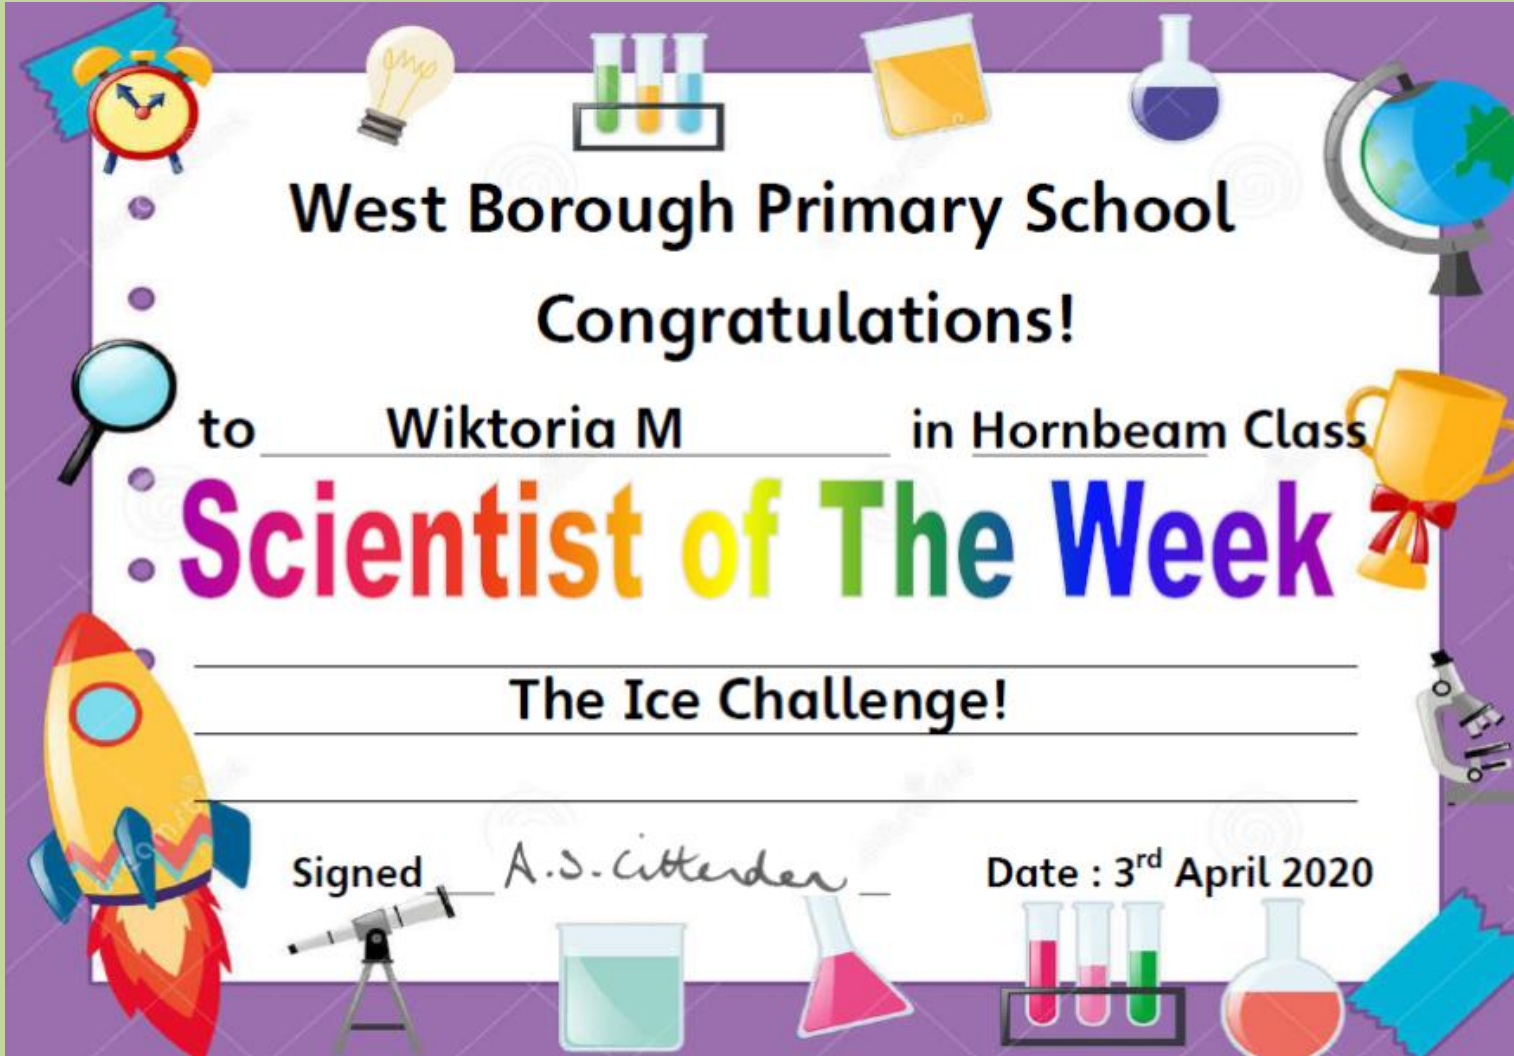 West Borough Primary School
Congratulations!
to Wiktoria M in Hornbeam Class
Scientist of The Week
The Ice Challenge!
Signed A.S. Cittenden Date : 3rd April 2020